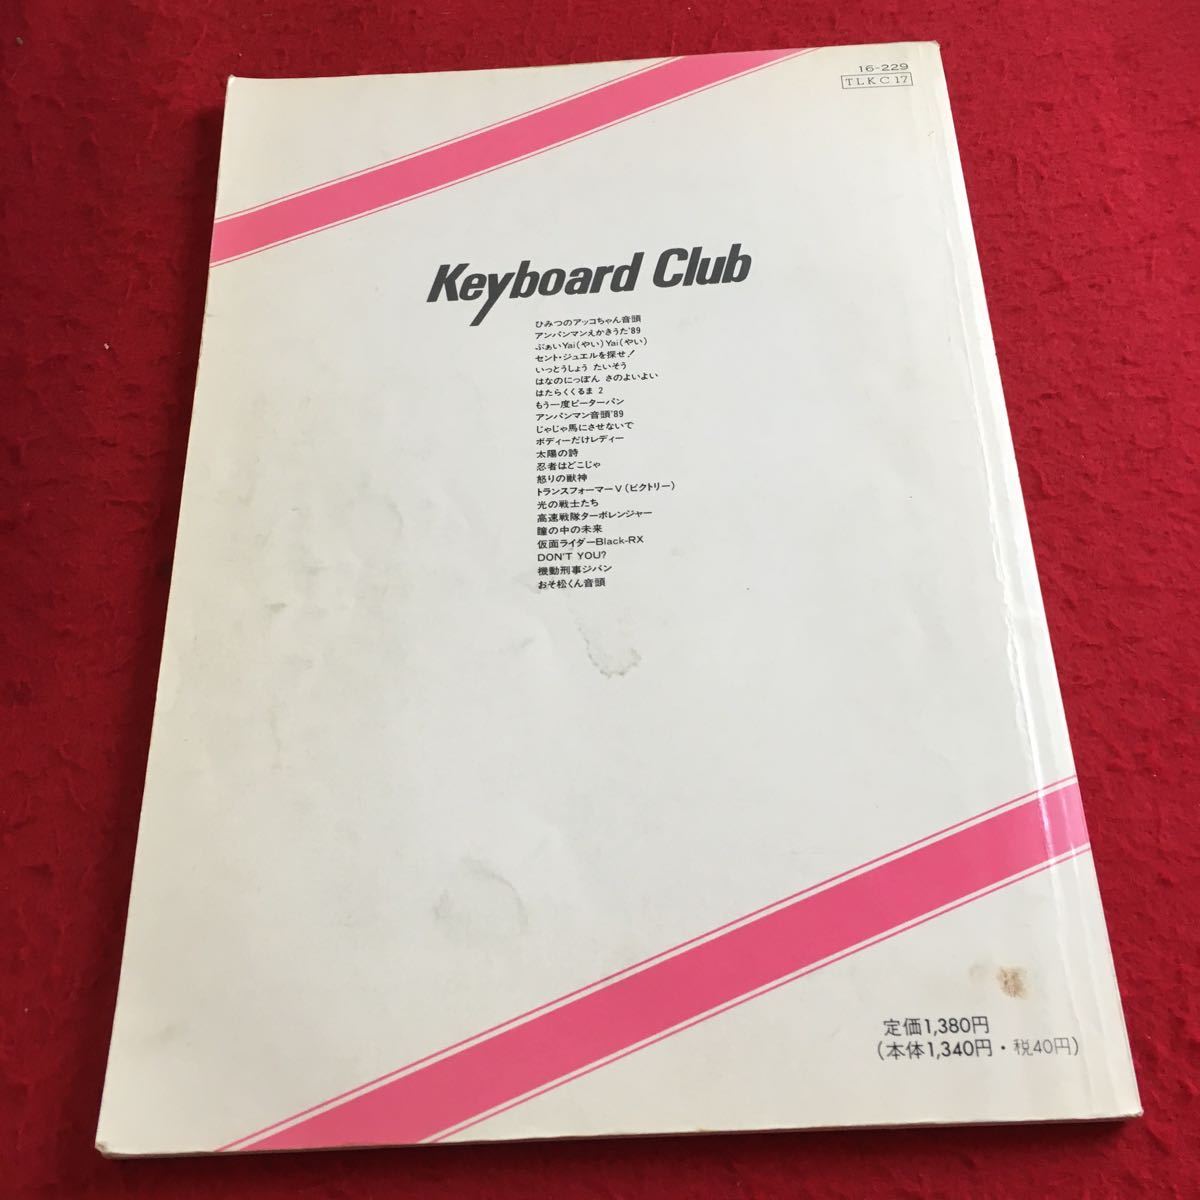 16-229
TLKC17
Keyboard Club
ひみつのアッコちゃん音頭
アンパンマンえかきうた'89
ぶぁいYai(やい)Yai(やい)
セント・ジュエルを探せ!
いっとうしょう たいそう
はなのにっぽん さのよいよい
はたらくくるま 2
もう一度ピーターパン
アンパンマン音頭'89
じゃじゃ馬にさせないで
ボディーだけレディー
太陽の詩
忍者はどこじゃ
怒りの獣神
トランスフォーマーV(ビクトリー)
光の戦士たち
高速戦隊ターボレンジャー
瞳の中の未来
仮面ライダーBlack-RX
DON'T YOU?
機動刑事ジバン
おそ松くん音頭
定価1,380円
(本体1,340円・税40円)